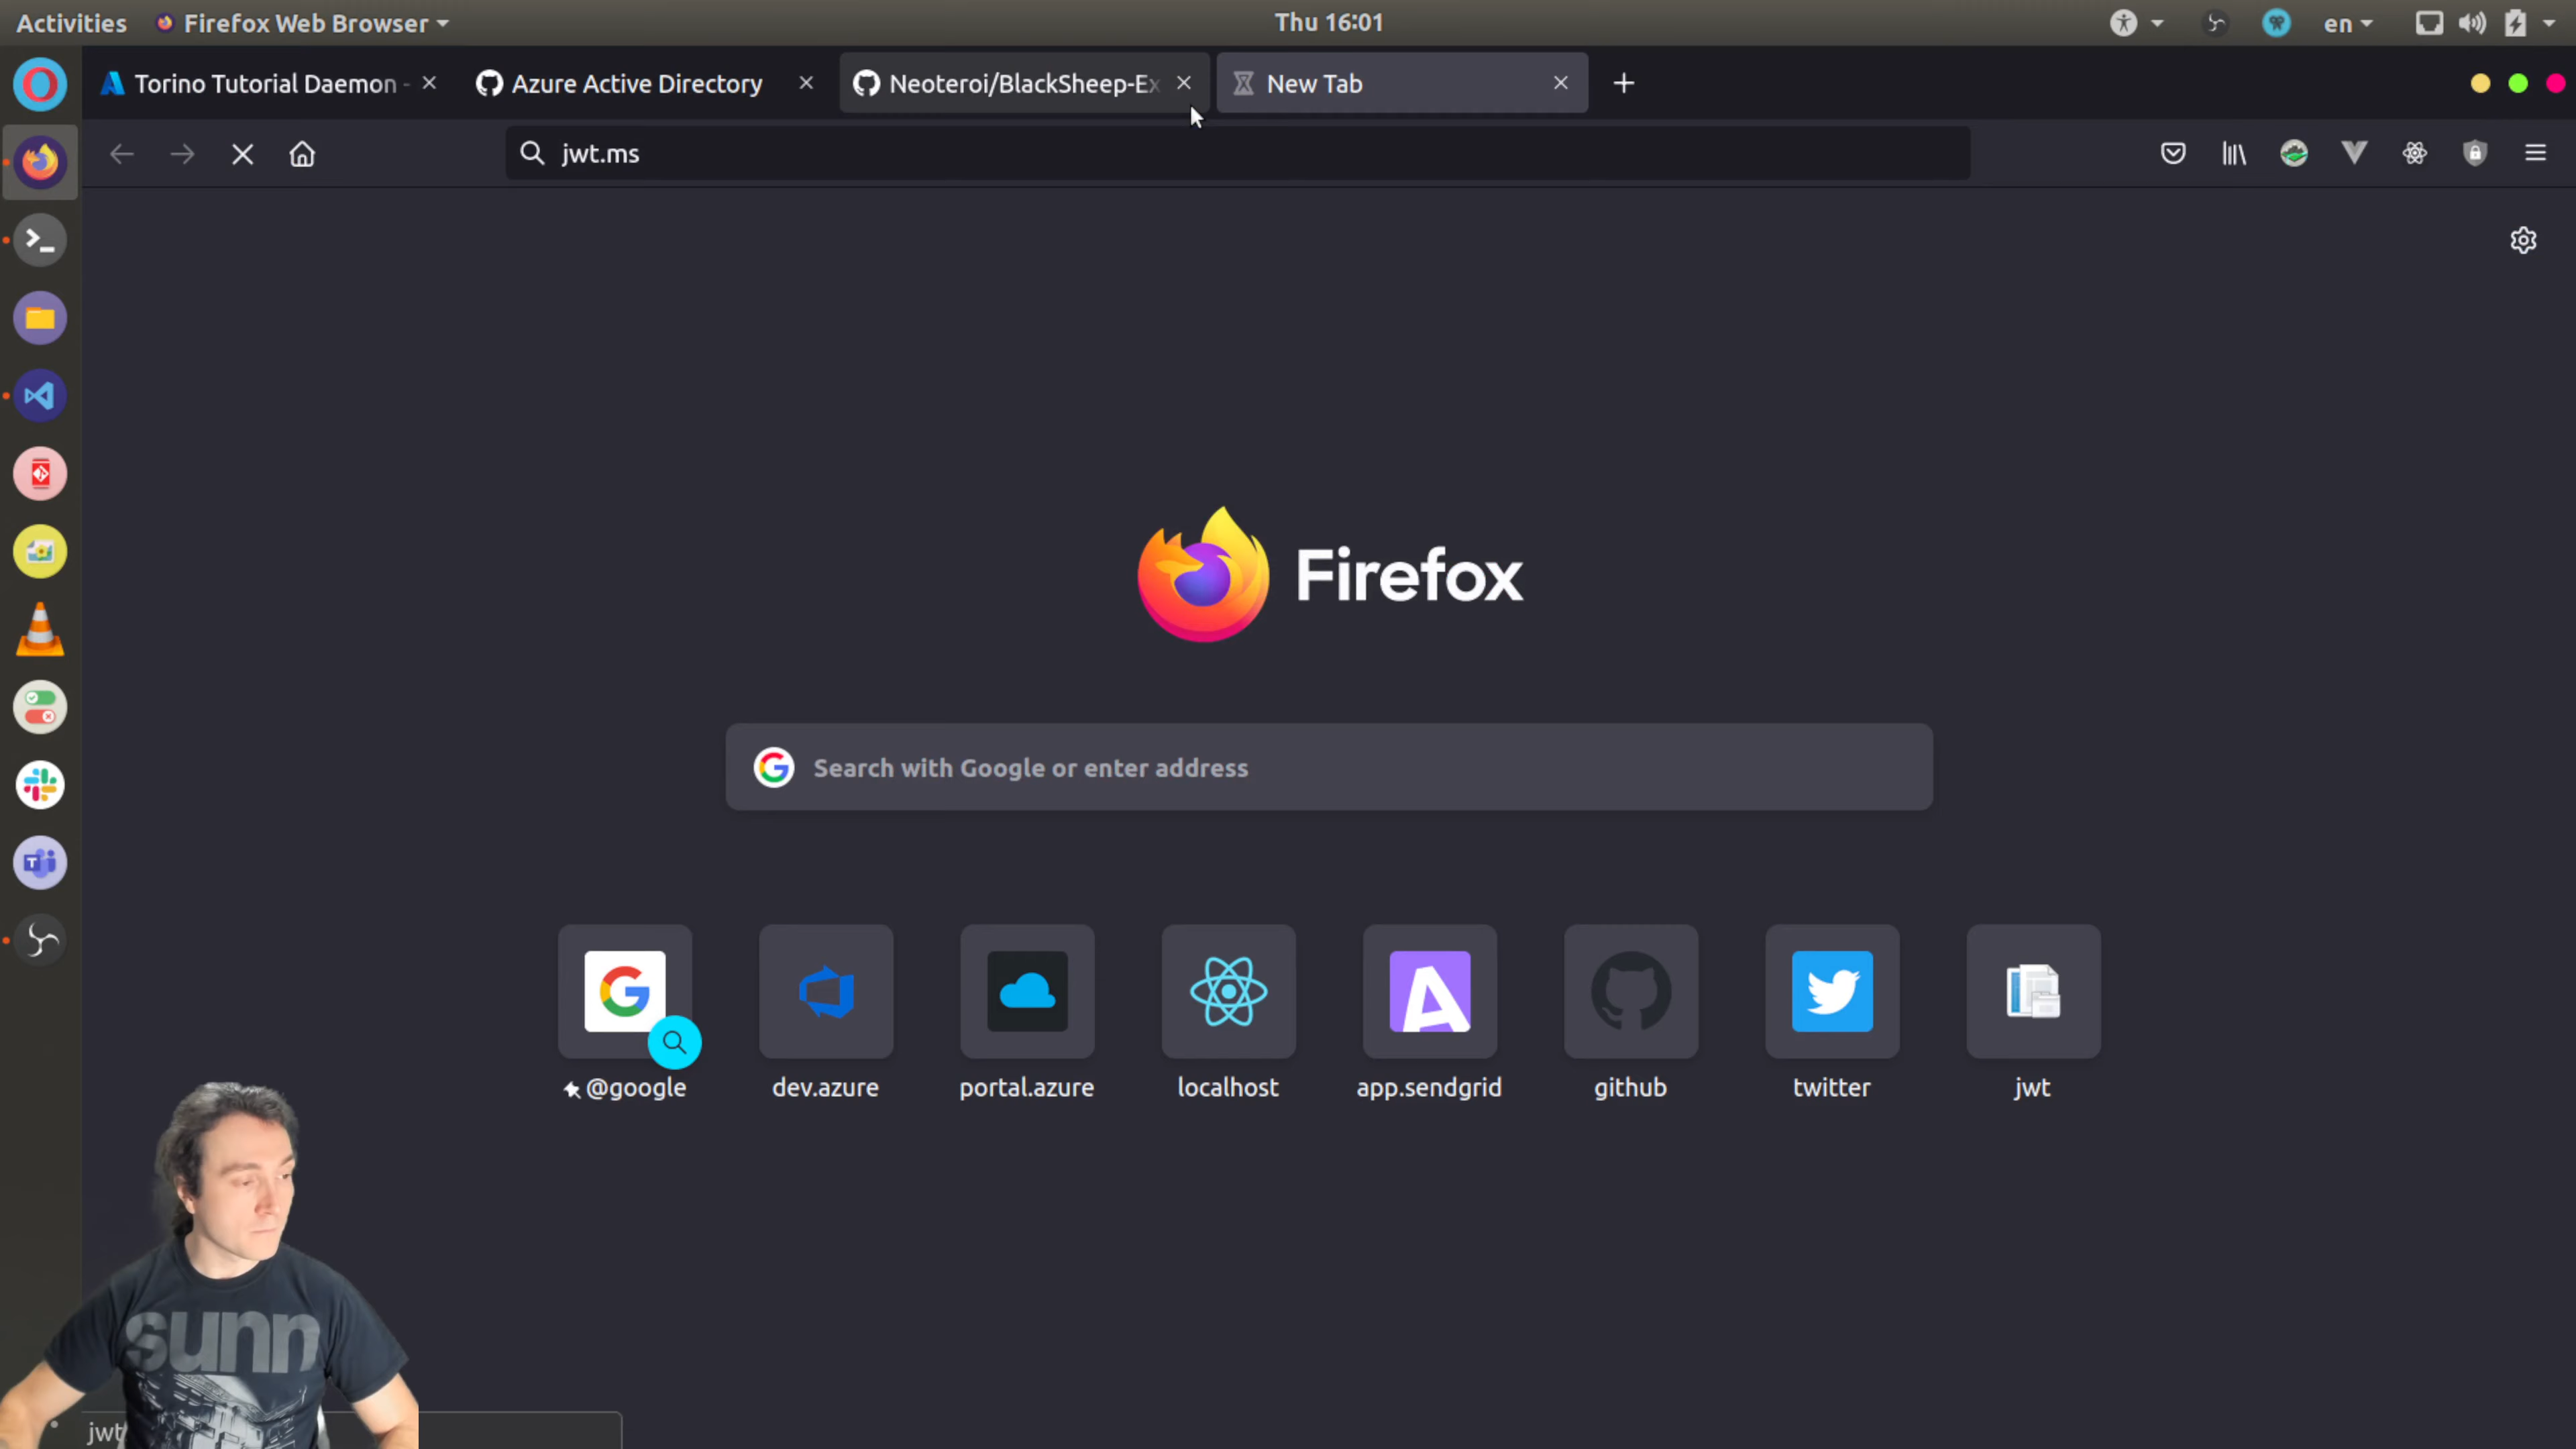 Activities Firefox Web Browser Thu 16:01 en
Torino Tutorial Daemon - Azure Active Directory Neoteroi/BlackSheep-Ex New Tab
jwt.ms
Firefox
Search with Google or enter address
@google dev.azure portal.azure localhost app.sendgrid github twitter jwt
sunn
jwt